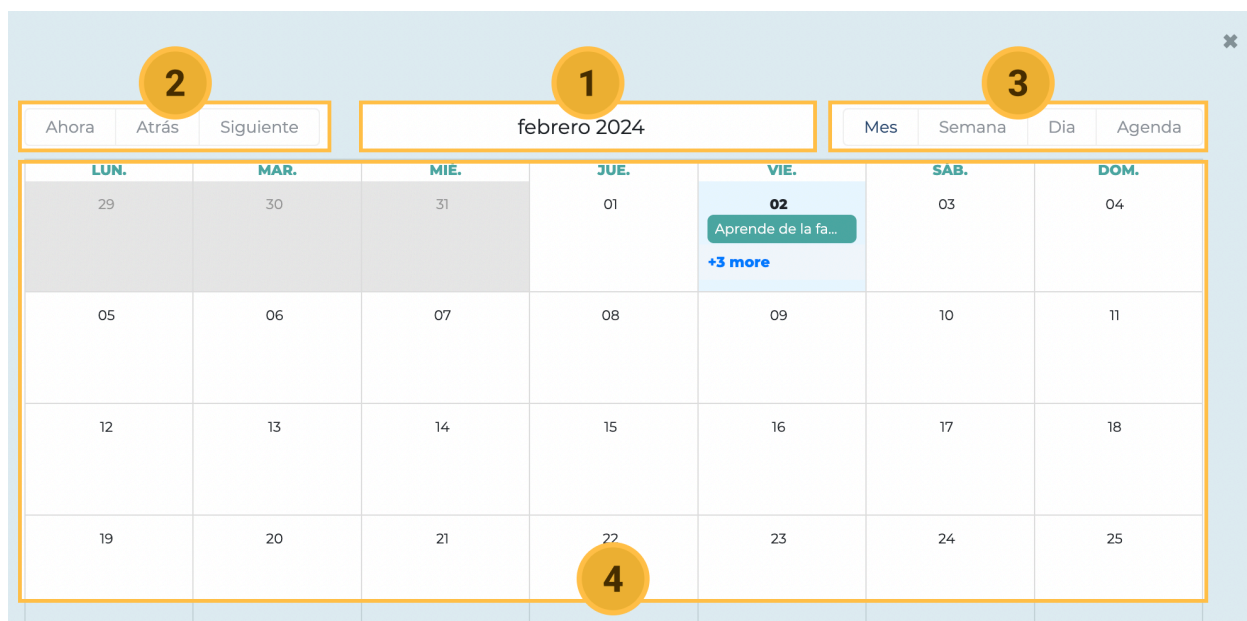 ✖
2 1 3
Ahora Atrás Siguiente febrero 2024 Mes Semana Dia Agenda
LUN. MAR. MIÉ. JUE. VIE. SÁB. DOM.
29 30 31 01 02 03 04
Aprende de la fa...
+3 more
05 06 07 08 09 10 11
12 13 14 15 16 17 18
19 20 21 22 23 24 25
4